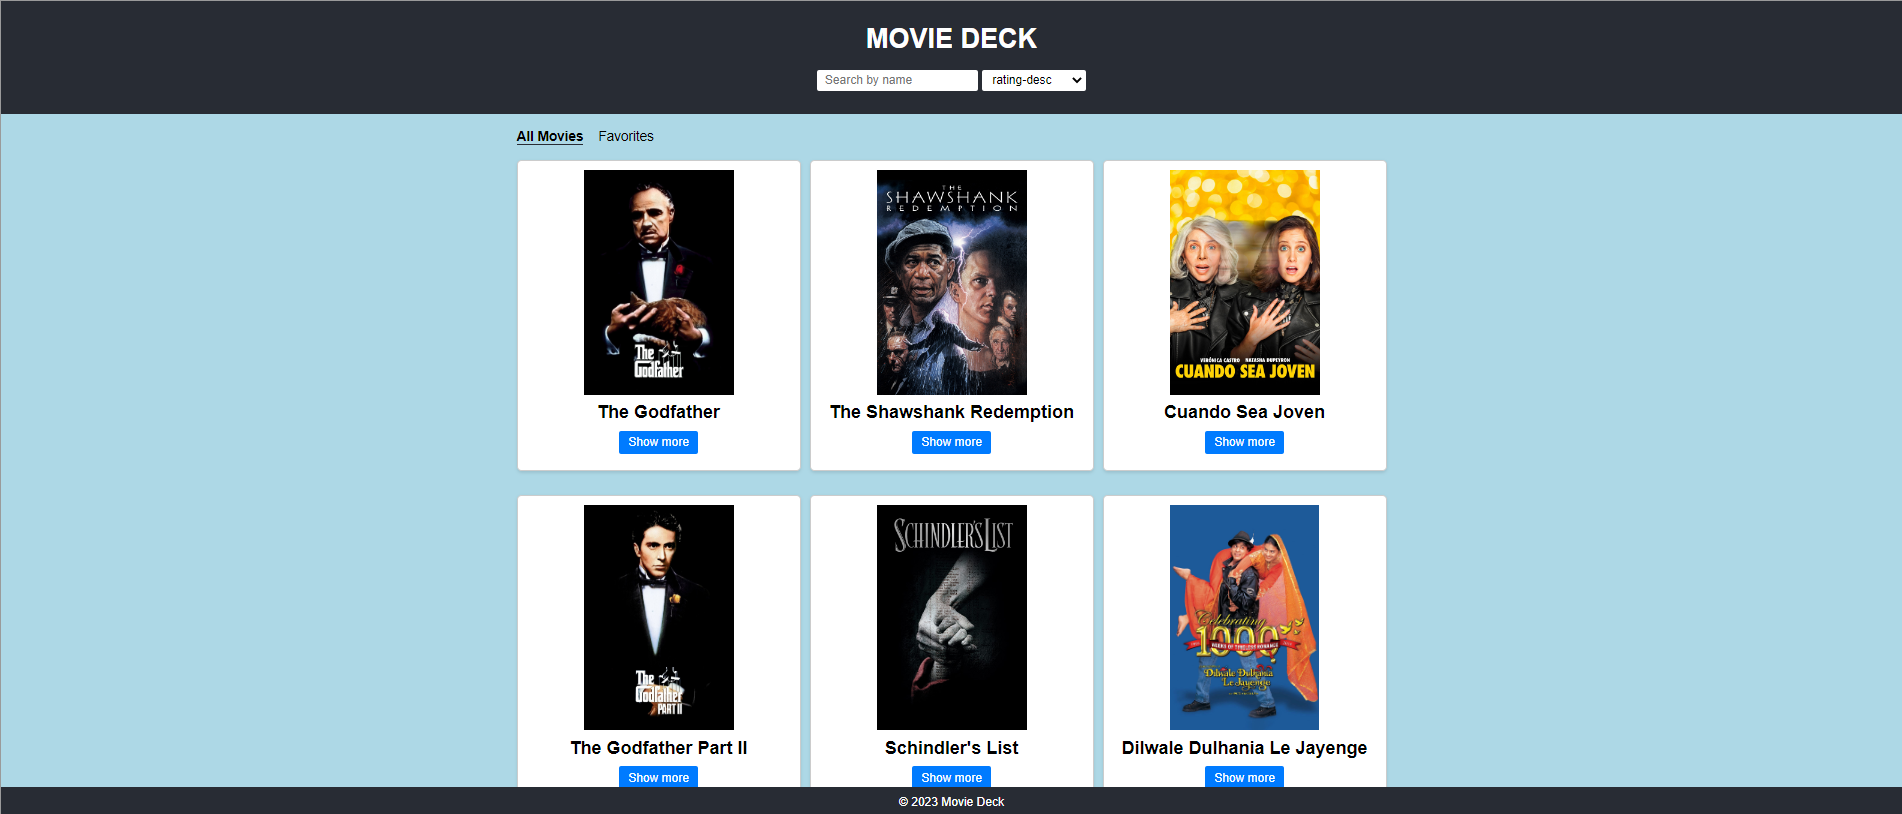 MOVIE DECK
Search by name
rating-desc
All Movies
Favorites
The
Godfather
The Godfather
Show more
THE
SHAWSHANK
REDEMPTION
The Shawshank Redemption
Show more
VERÓNICA CASTRO NATASHA DUPEYRÓN
CUANDO SEA JOVEN
Cuando Sea Joven
Show more
The
Godfather
PART II
The Godfather Part II
Show more
SCHINDLER'S LIST
Schindler's List
Show more
Celebrating
1000
WEEKS OF TIMELESS ROMANCE
Dilwale Dulhania
Le Jayenge
Dilwale Dulhania Le Jayenge
Show more
© 2023 Movie Deck